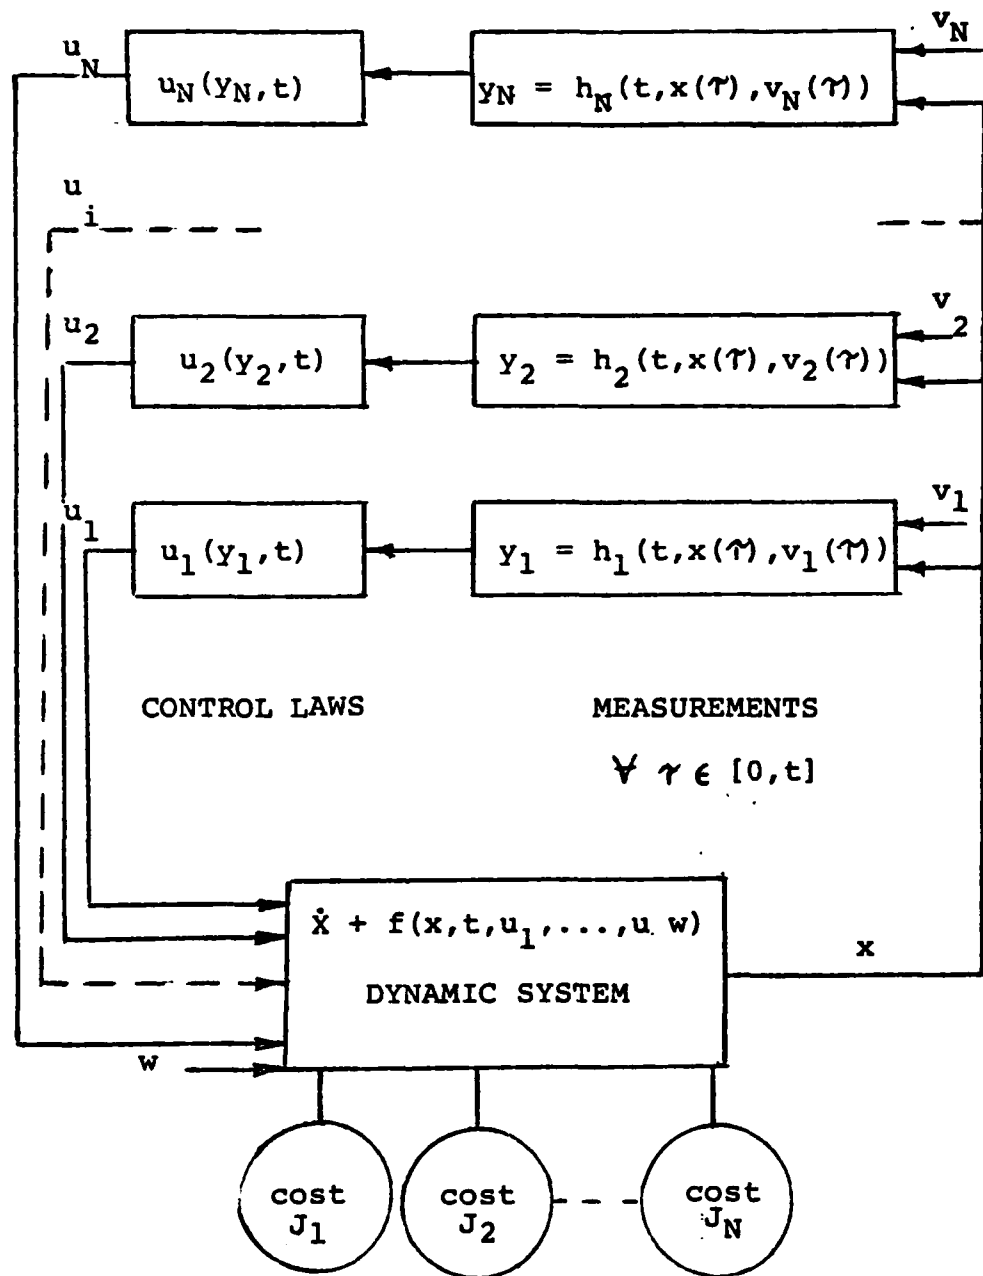 u_N
u_N(y_N,t)
y_N = h_N(t,x(τ),v_N(τ))
v_N
u_i
u_2
u_2(y_2,t)
y_2 = h_2(t,x(τ),v_2(τ))
v_2
u_1
u_1(y_1,t)
y_1 = h_1(t,x(τ),v_1(τ))
v_1
CONTROL LAWS
MEASUREMENTS
∀ τ ϵ [0,t]
ẋ + f(x,t,u_1,...,u w)
DYNAMIC SYSTEM
x
w
cost
J_1
cost
J_2
cost
J_N